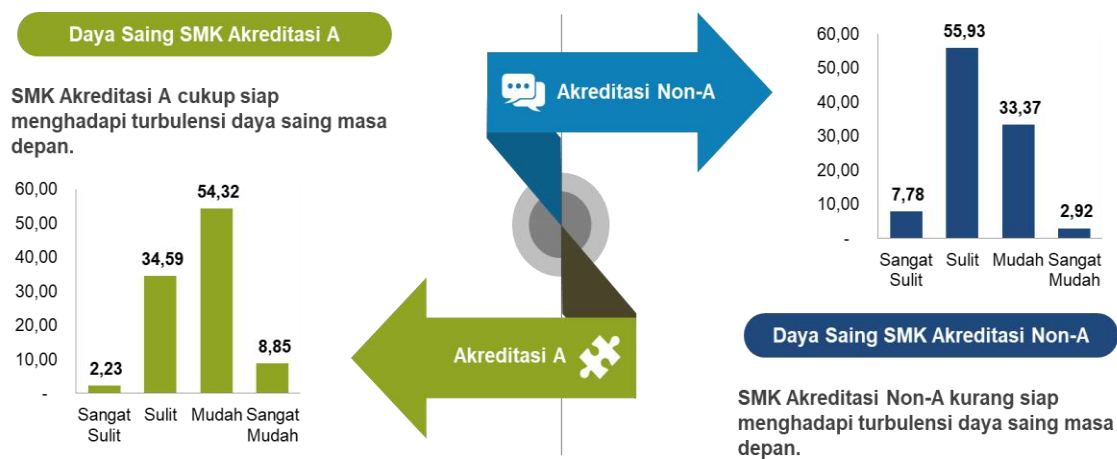 Daya Saing SMK Akreditasi A
SMK Akreditasi A cukup siap
menghadapi turbulensi daya saing masa
depan.
60,00
50,00
40,00
30,00
20,00
10,00
-
2,23
34,59
54,32
8,85
Sangat Sulit
Sulit
Mudah
Sangat Mudah
Akreditasi Non-A
Akreditasi A
60,00
50,00
40,00
30,00
20,00
10,00
-
7,78
55,93
33,37
2,92
Sangat Sulit
Sulit
Mudah
Sangat Mudah
Daya Saing SMK Akreditasi Non-A
SMK Akreditasi Non-A kurang siap
menghadapi turbulensi daya saing masa
depan.